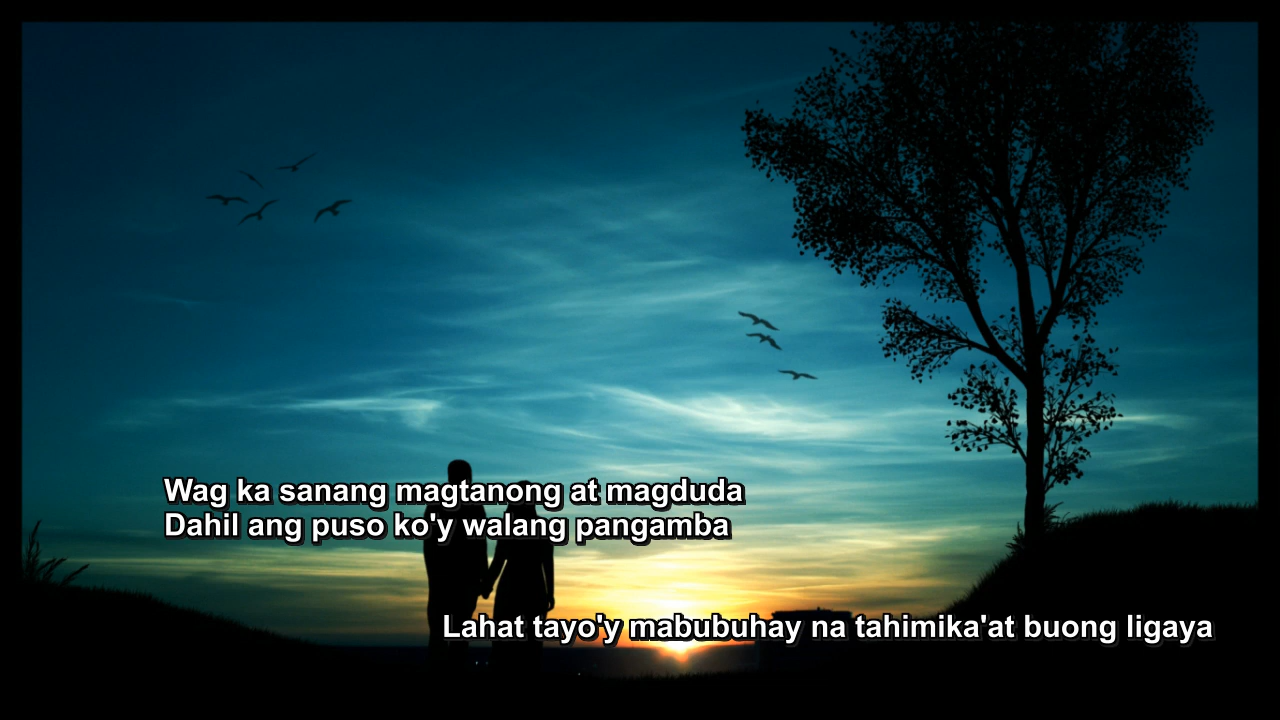 Wag ka sanang magtanong at magduda
Dahil ang puso ko'y walang pangamba
Lahat tayo'y mabubuhay na tahimika'at buong ligaya